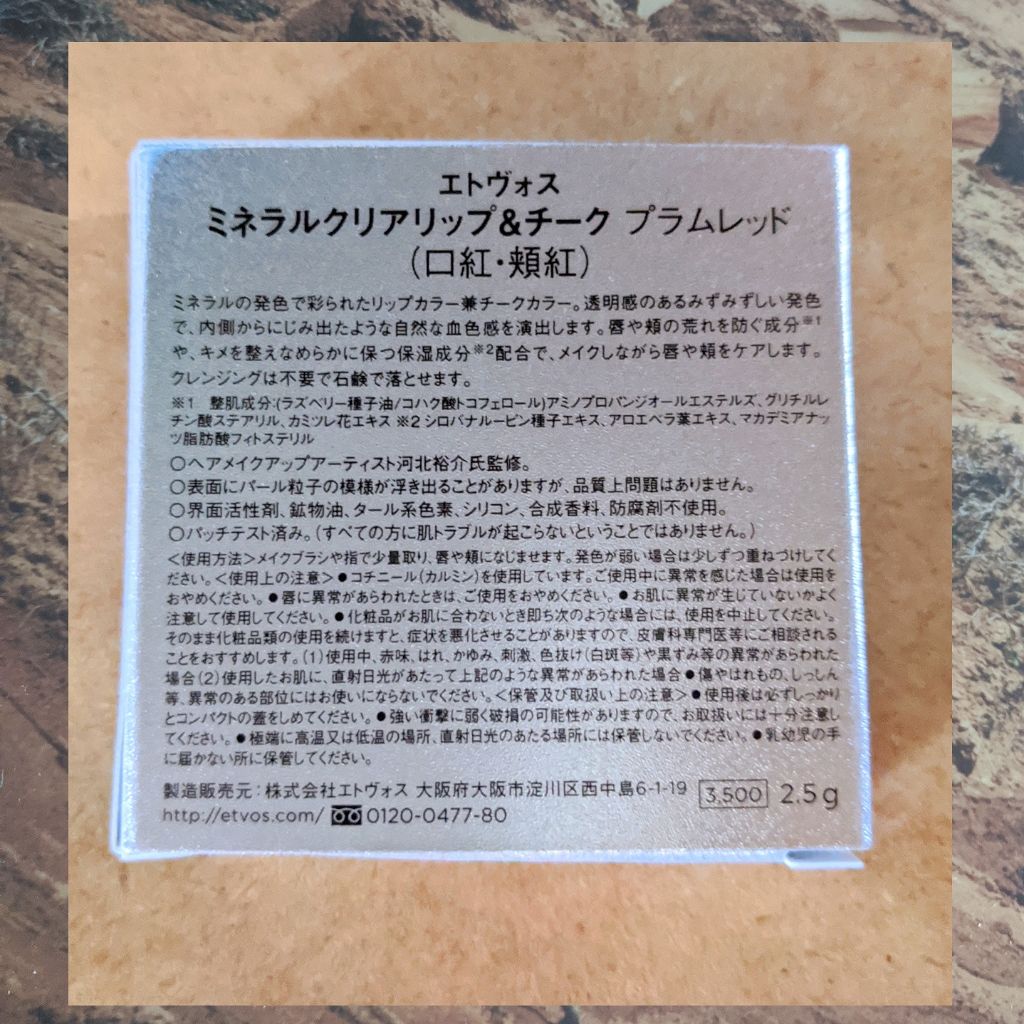 エトヴォス
ミネラルクリアリップ&チーク プラムレッド
(口紅・頬紅)
ミネラルの発色で彩られたリップカラー兼チークカラー。透明感のあるみずみずしい発色
で、内側からにじみ出たような自然な血色感を演出します。唇や頬の荒れを防ぐ成分※1
や、キメを整えなめらかに保つ保湿成分※2配合で、メイクしながら唇や頬をケアします。
クレンジングは不要で石鹸で落とせます。
※1 整肌成分:(ラズベリー種子油/コハク酸トコフェロール)アミノプロパンジオールエステルズ、グリチルレ
チン酸ステアリル、カミツレ花エキス ※2 シロバナルーピン種子エキス、アロエベラ葉エキス、マカデミアナッ
ツ脂肪酸フィトステリル
○ヘアメイクアップアーティスト河北裕介氏監修。
○表面にパール粒子の模様が浮き出ることがありますが、品質上問題はありません。
○界面活性剤、鉱物油、タール系色素、シリコン、合成香料、防腐剤不使用。
○パッチテスト済み。(すべての方に肌トラブルが起こらないということではありません。)
<使用方法>メイクブラシや指で少量取り、唇や頬になじませます。発色が弱い場合は少しずつ重ねづけしてく
ださい。<使用上の注意>●コチニール(カルミン)を使用しています。ご使用中に異常を感じた場合は使用を
おやめください。●唇に異常があらわれたときは、ご使用をおやめください。●お肌に異常が生じていないかよく
注意して使用してください。●化粧品がお肌に合わないとき即ち次のような場合には、使用を中止してください。
そのまま化粧品類の使用を続けますと、症状を悪化させることがありますので、皮膚科専門医等にご相談される
ことをおすすめします。(1)使用中、赤味、はれ、かゆみ、刺激、色抜け(白斑等)や黒ずみ等の異常があらわれた
場合(2)使用したお肌に、直射日光があたって上記のような異常があらわれた場合●傷やはれもの、しっしん
等、異常のある部位にはお使いにならないでください。<保管及び取扱い上の注意>●使用後は必ずしっかり
とコンパクトの蓋をしめてください。●強い衝撃に弱く破損の可能性がありますので、お取扱いには十分注意し
てください。●極端に高温又は低温の場所、直射日光のあたる場所には保管しないでください。●乳幼児の手
に届かない所に保管してください。
製造販売元:株式会社エトヴォス 大阪府大阪市淀川区西中島6-1-19 3,500 2.5g
http://etvos.com/ 0120-0477-80